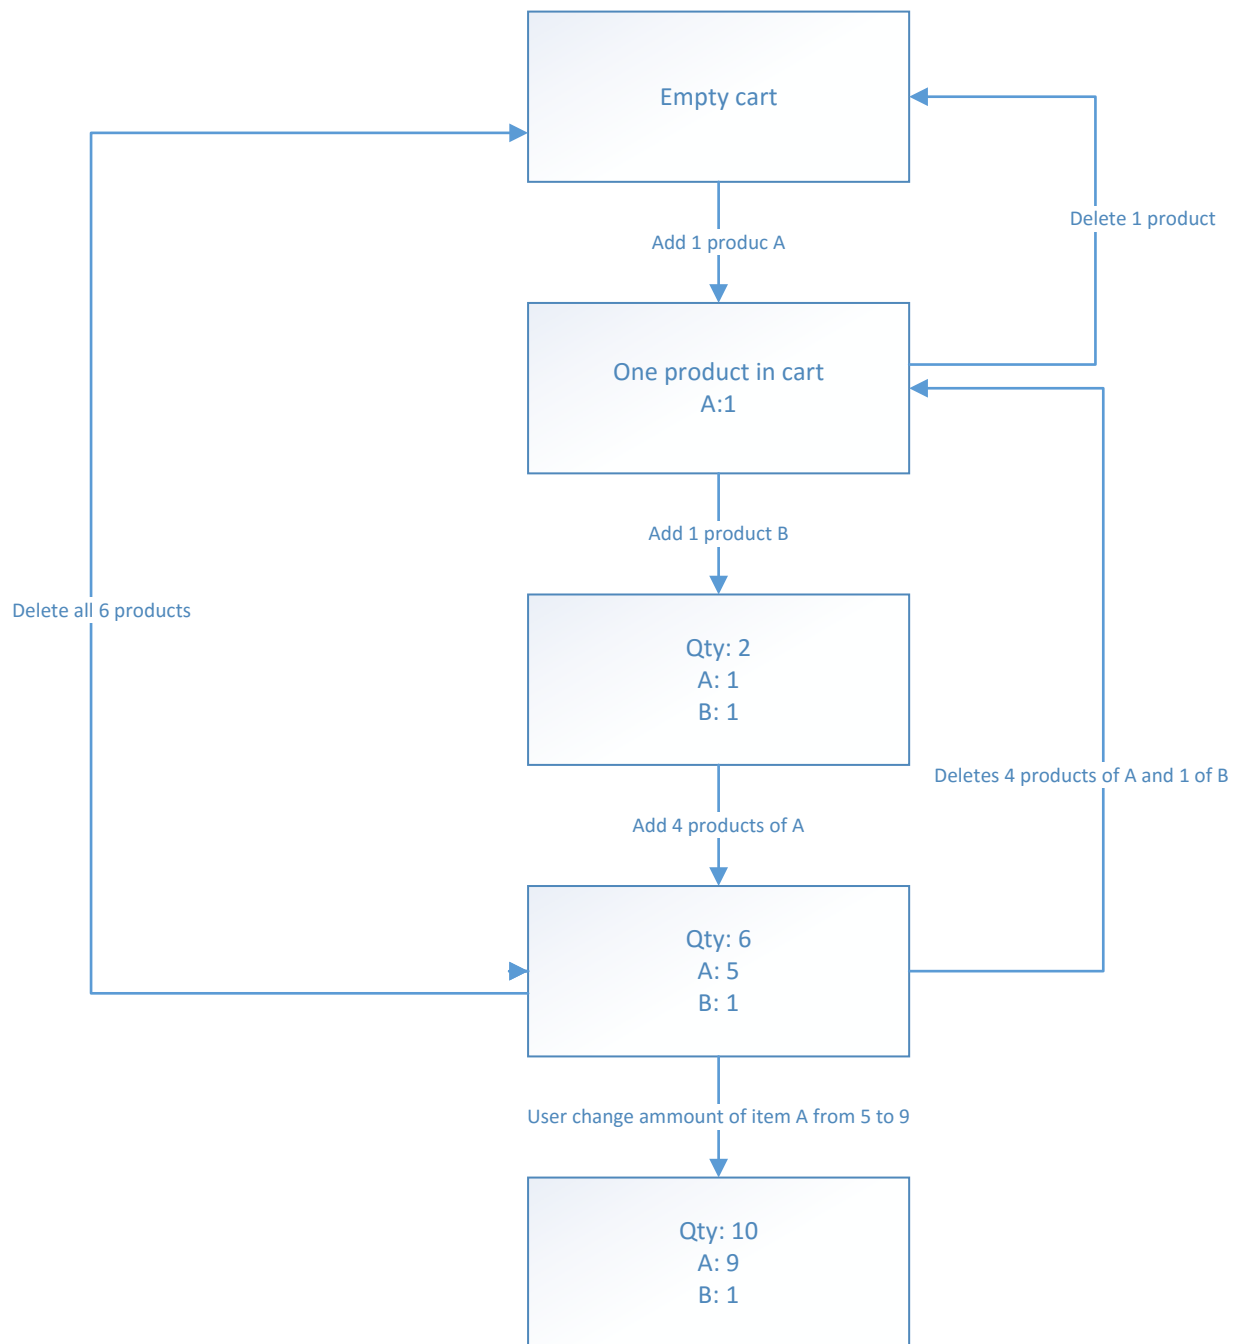 Empty cart
Delete 1 product
Add 1 produc A
One product in cart
A:1
Add 1 product B
Delete all 6 products
Qty: 2
A: 1
B: 1
Deletes 4 products of A and 1 of B
Add 4 products of A
Qty: 6
A: 5
B: 1
User change ammount of item A from 5 to 9
Qty: 10
A: 9
B: 1